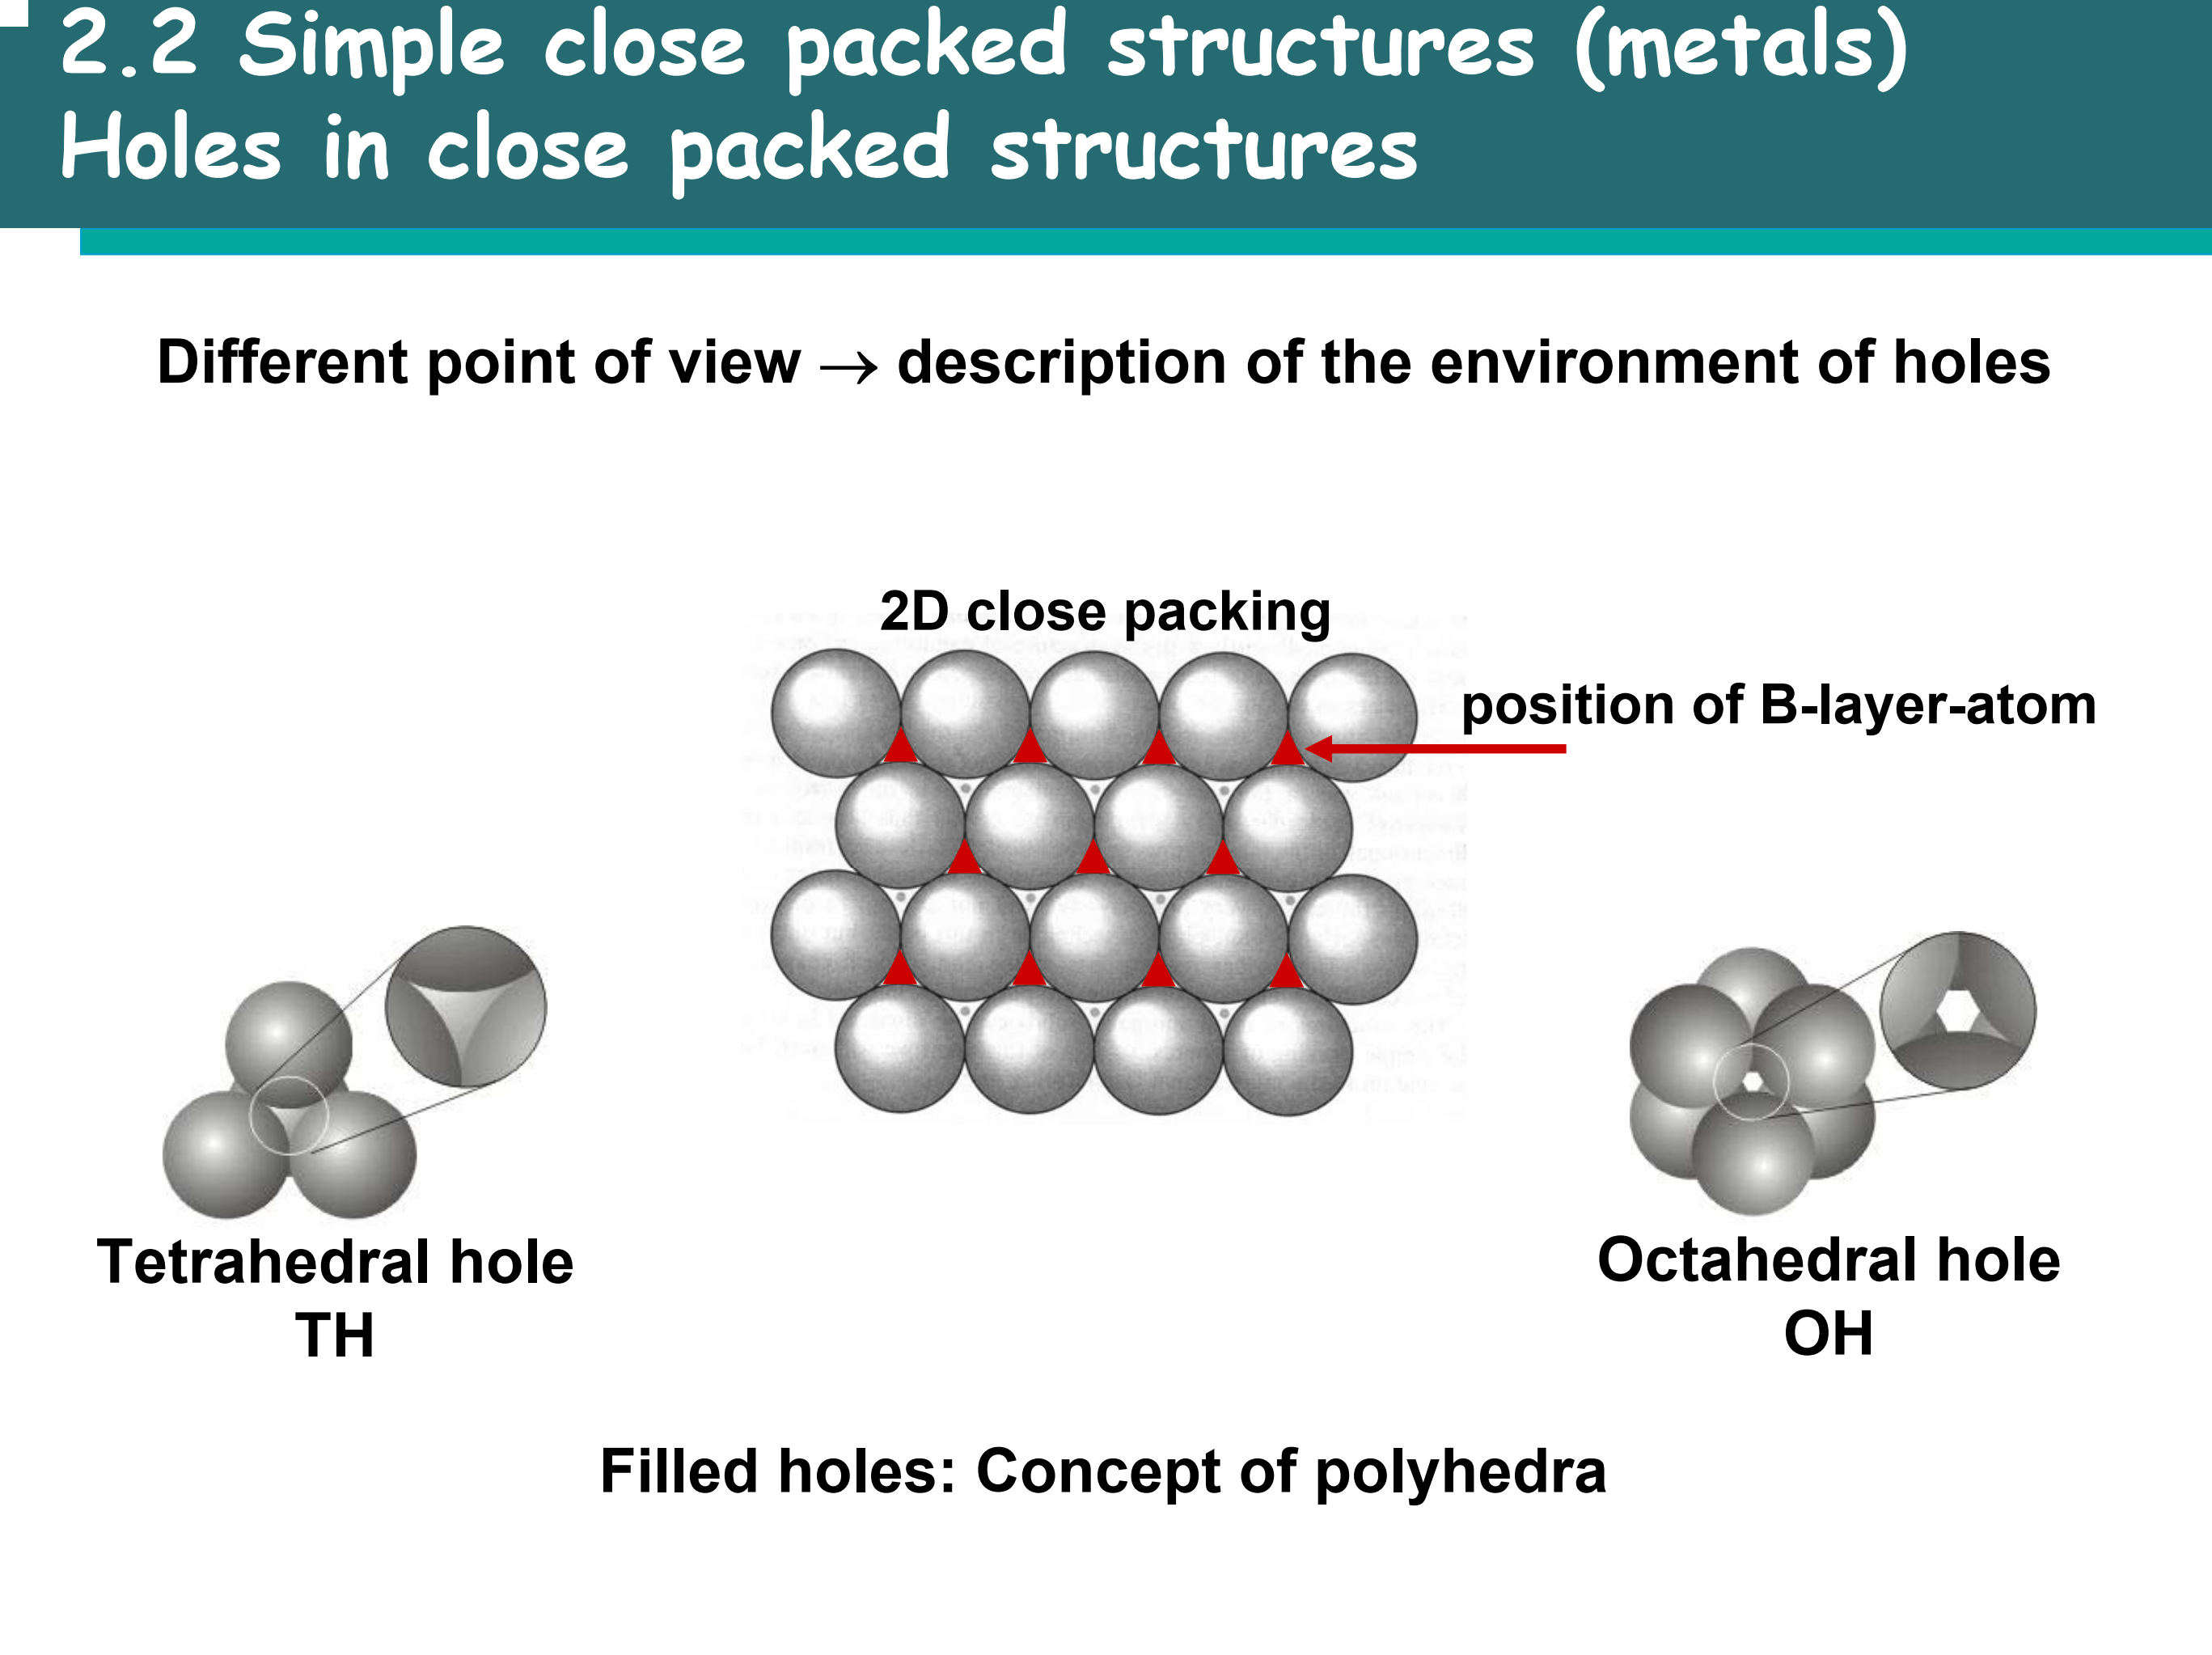 2.2 Simple close packed structures (metals)
Holes in close packed structures
Different point of view → description of the environment of holes
2D close packing
position of B-layer-atom
Tetrahedral hole
TH
Octahedral hole
OH
Filled holes: Concept of polyhedra